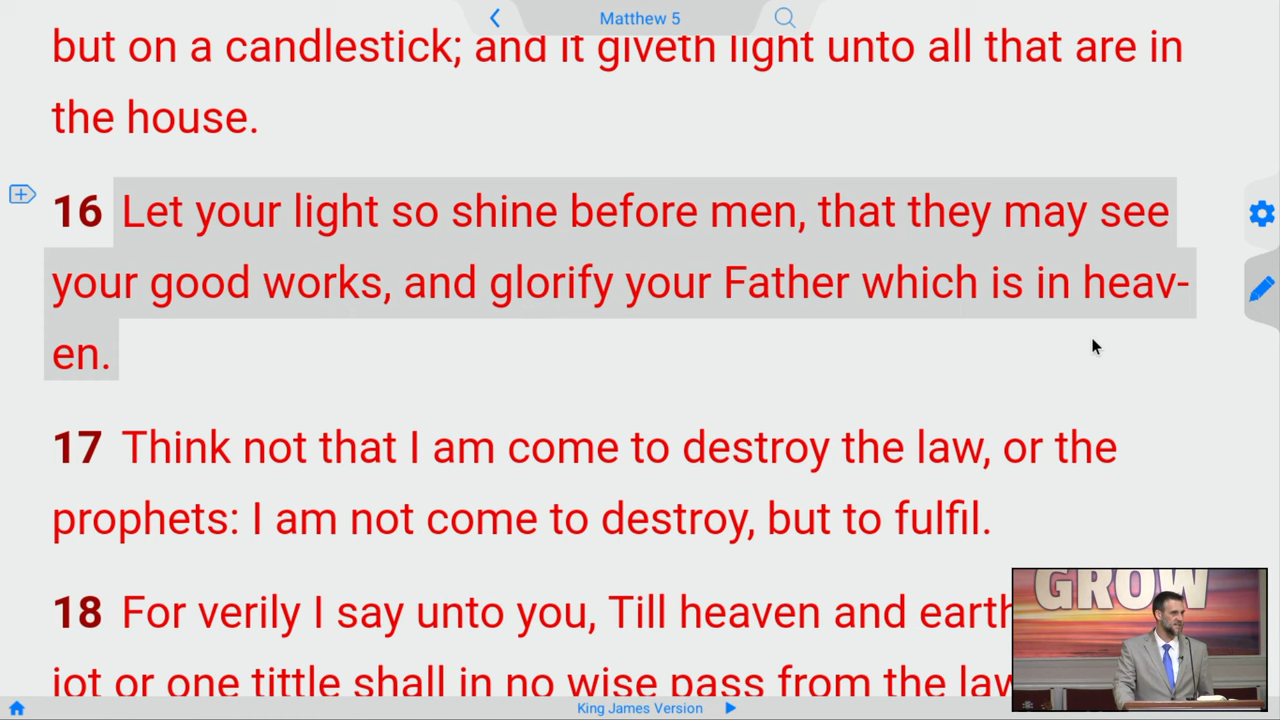 Matthew 5
but on a candlestick; and it giveth light unto all that are in
the house.
16 Let your light so shine before men, that they may see
your good works, and glorify your Father which is in heav-
en.
17 Think not that I am come to destroy the law, or the
prophets: I am not come to destroy, but to fulfil.
18 For verily I say unto you, Till heaven and earth
jot or one tittle shall in no wise pass from the law
GROW
King James Version